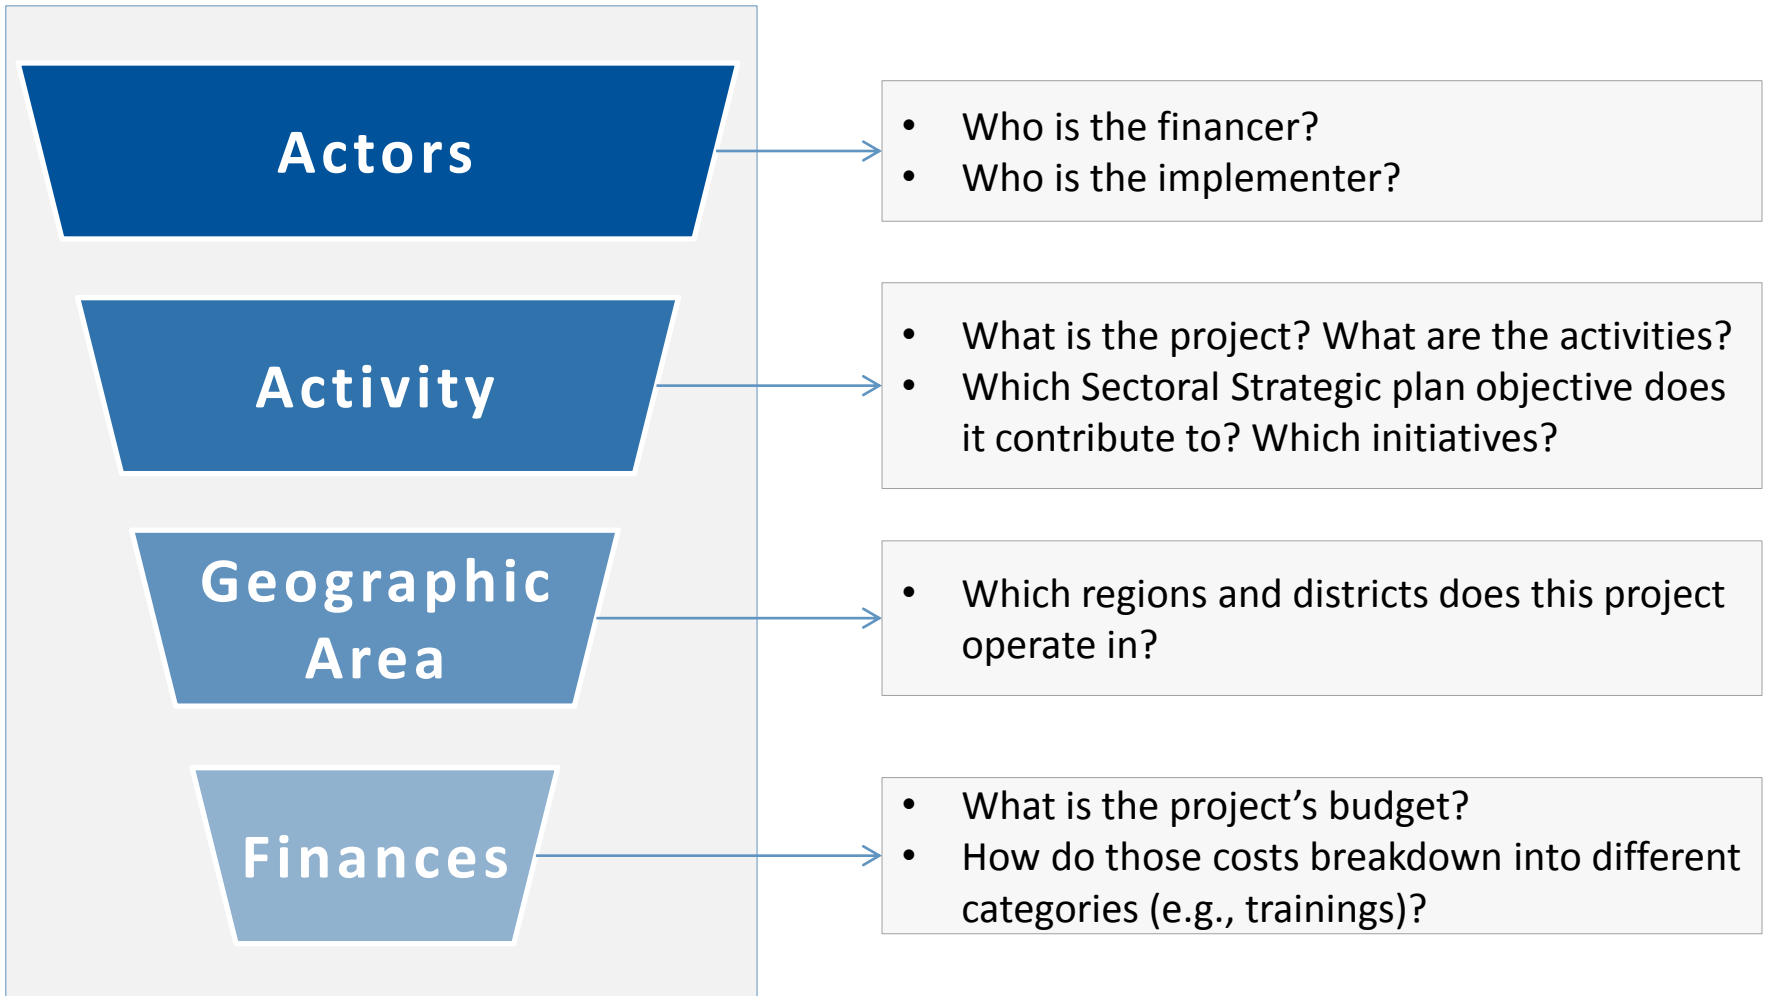 Actors
• Who is the financer?
• Who is the implementer?
Activity
• What is the project? What are the activities?
• Which Sectoral Strategic plan objective does
it contribute to? Which initiatives?
Geographic
Area
• Which regions and districts does this project
operate in?
Finances
• What is the project’s budget?
• How do those costs breakdown into different
categories (e.g., trainings)?